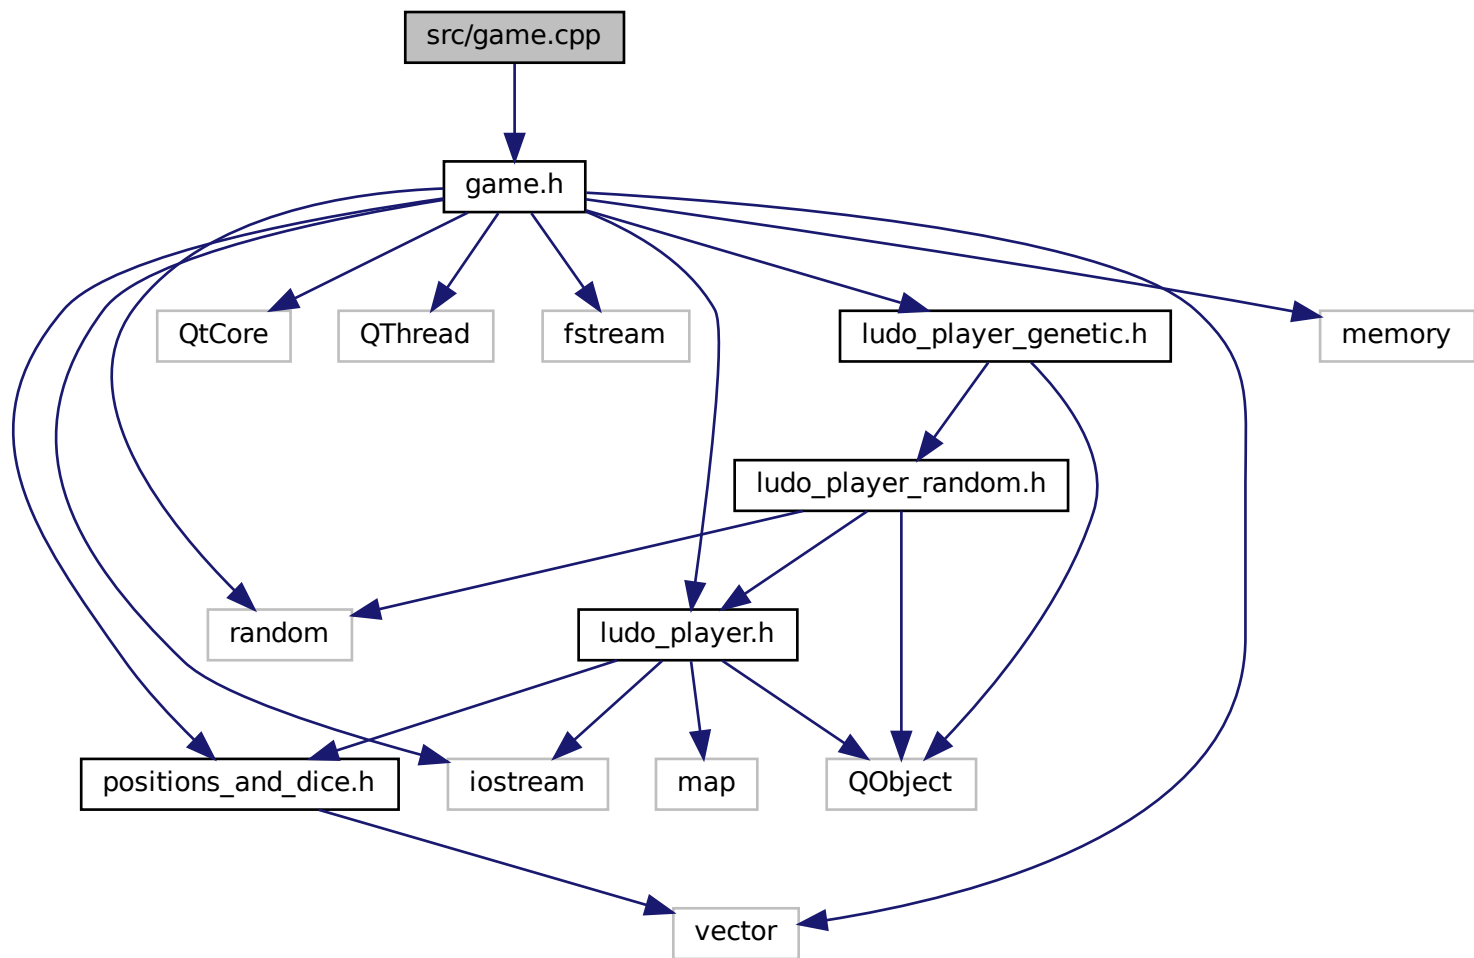 src/game.cpp
game.h
QtCore
QThread
fstream
ludo_player_genetic.h
memory
ludo_player_random.h
random
ludo_player.h
positions_and_dice.h
iostream
map
QObject
vector